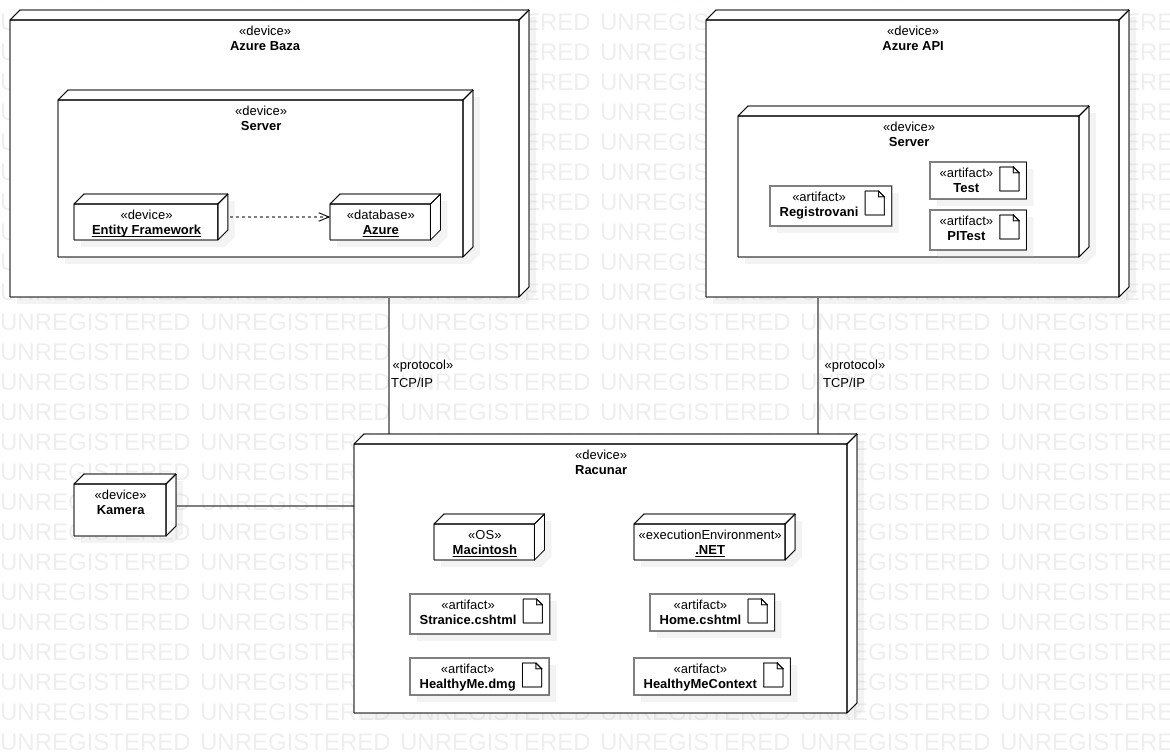 «device»
Azure Baza
«device»
Server
«device»
Entity Framework
«database»
Azure
«device»
Azure API
«device»
Server
«artifact»
Registrovani
«artifact»
Test
«artifact»
PITest
«protocol»
TCP/IP
«protocol»
TCP/IP
«device»
Kamera
«device»
Racunar
«OS»
Macintosh
«executionEnvironment»
.NET
«artifact»
Stranice.cshtml
«artifact»
Home.cshtml
«artifact»
HealthyMe.dmg
«artifact»
HealthyMeContext
UNREGISTERED UNREGISTERED UNREGISTERED UNREGISTERED UNREGISTERED UNREGISTERED